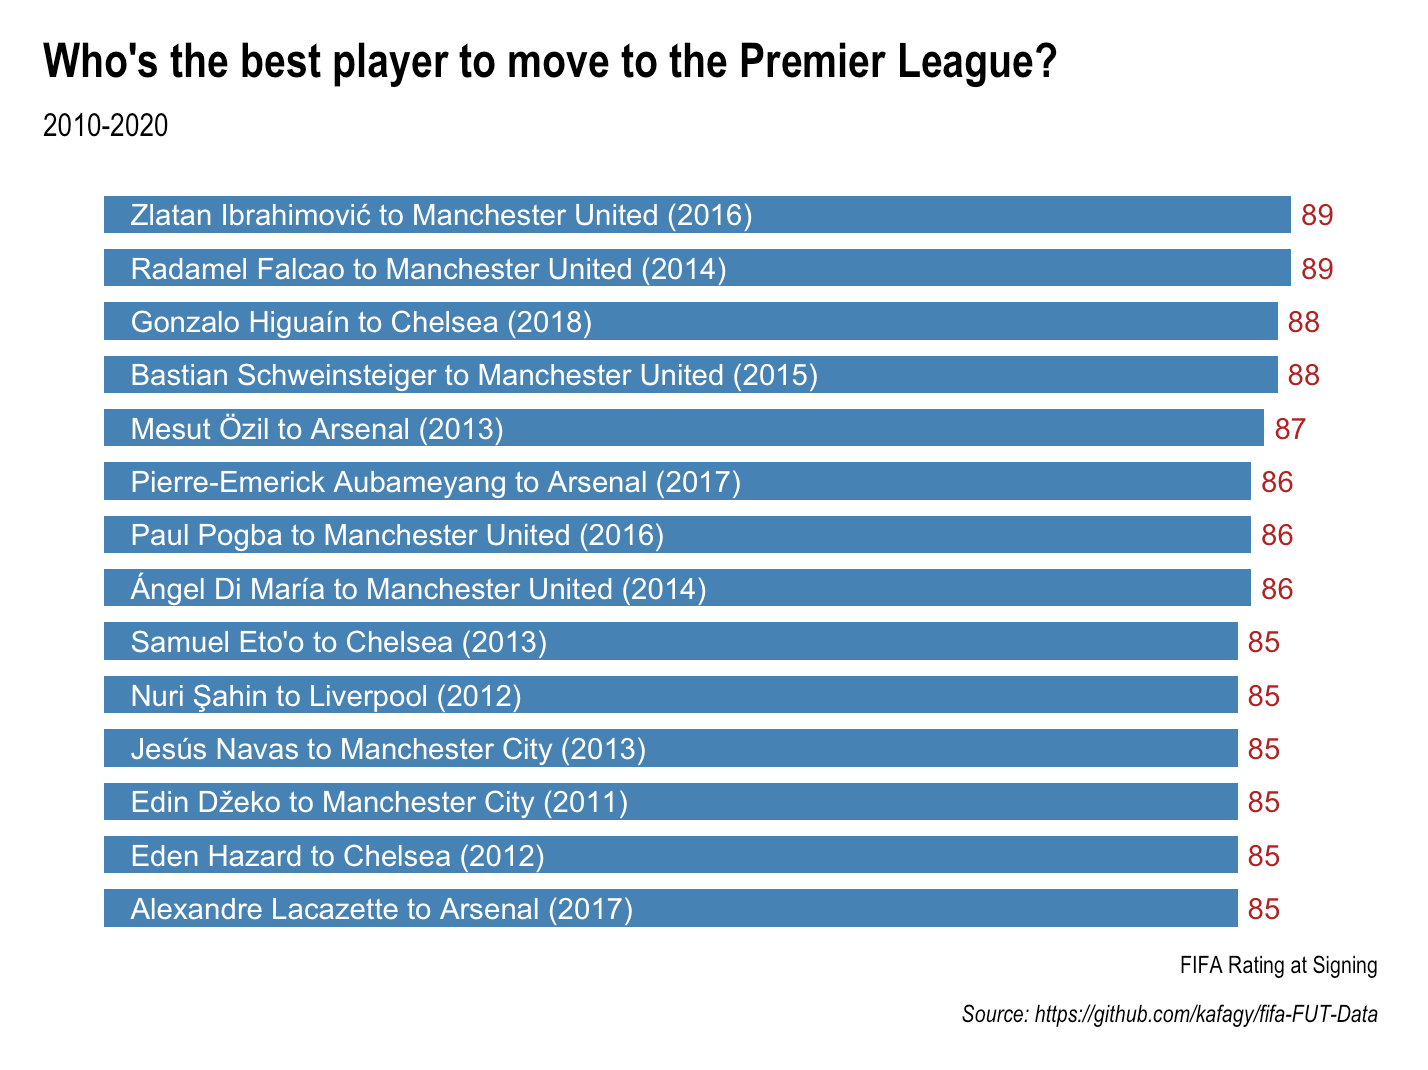 Who's the best player to move to the Premier League?
2010-2020
Zlatan Ibrahimović to Manchester United (2016) 89
Radamel Falcao to Manchester United (2014) 89
Gonzalo Higuaín to Chelsea (2018) 88
Bastian Schweinsteiger to Manchester United (2015) 88
Mesut Özil to Arsenal (2013) 87
Pierre-Emerick Aubameyang to Arsenal (2017) 86
Paul Pogba to Manchester United (2016) 86
Ángel Di María to Manchester United (2014) 86
Samuel Eto'o to Chelsea (2013) 85
Nuri Şahin to Liverpool (2012) 85
Jesús Navas to Manchester City (2013) 85
Edin Džeko to Manchester City (2011) 85
Eden Hazard to Chelsea (2012) 85
Alexandre Lacazette to Arsenal (2017) 85
FIFA Rating at Signing
Source: https://github.com/kafagy/fifa-FUT-Data